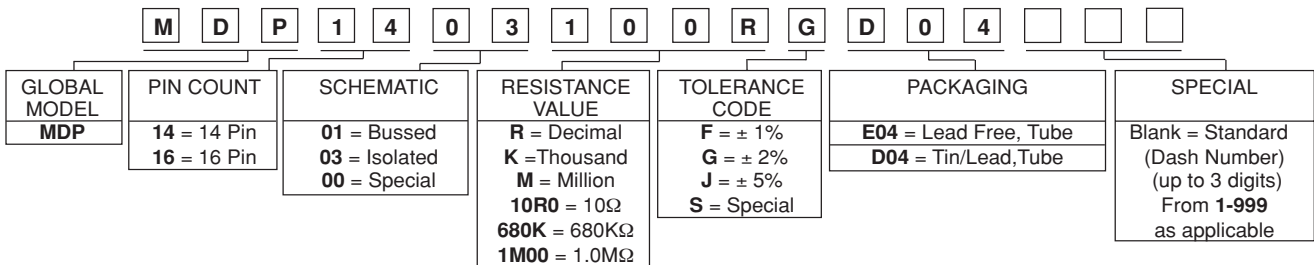 M D P 1 4 0 3 1 0 0 R G D 0 4
GLOBAL MODEL
MDP
PIN COUNT
14 = 14 Pin
16 = 16 Pin
SCHEMATIC
01 = Bussed
03 = Isolated
00 = Special
RESISTANCE VALUE
R = Decimal
K =Thousand
M = Million
10R0 = 10Ω
680K = 680KΩ
1M00 = 1.0MΩ
TOLERANCE CODE
F = ± 1%
G = ± 2%
J = ± 5%
S = Special
PACKAGING
E04 = Lead Free, Tube
D04 = Tin/Lead,Tube
SPECIAL
Blank = Standard
(Dash Number)
(up to 3 digits)
From 1-999
as applicable